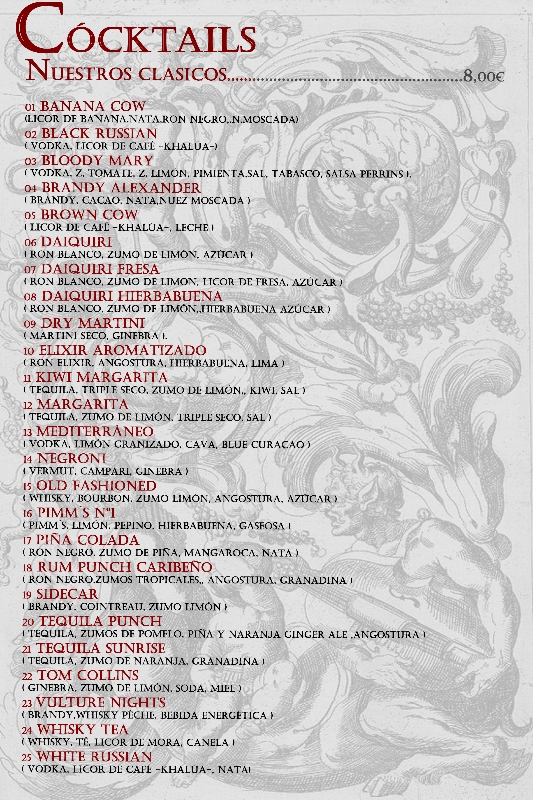 CÓCKTAILS
NUESTROS CLASICOS...........................................................8,00€
01 BANANA COW
(LICOR DE BANANA,NATA,RON NEGRO,,N.MOSCADA)
02 BLACK RUSSIAN
( VODKA, LICOR DE CAFÉ -KHALUA-)
03 BLOODY MARY
( VODKA, Z. TOMATE, Z. LIMON, PIMIENTA,SAL, TABASCO, SALSA PERRINS ).
04 BRANDY ALEXANDER
( BRANDY, CACAO, NATA,NUEZ MOSCADA )
05 BROWN COW
( LICOR DE CAFÉ -KHALÚA-, LECHE )
06 DAIQUIRI
( RON BLANCO, ZUMO DE LIMÓN, AZÚCAR )
07 DAIQUIRI FRESA
( RON BLANCO, ZUMO DE LIMON, LICOR DE FRESA, AZÚCAR )
08 DAIQUIRI HIERBABUENA
( RON BLANCO, ZUMO DE LIMÓN,,HIERBABUENA AZÚCAR )
09 DRY MARTINI
( MARTINI SECO, GINEBRA ).
10 ELIXIR AROMATIZADO
( RON ELIXIR, ANGOSTURA, HIERBABUENA, LIMA )
11 KIWI MARGARITA
( TEQUILA, TRIPLE SECO, ZUMO DE LIMÓN,, KIWI, SAL )
12 MARGARITA
( TEQUILA, ZUMO DE LIMÓN, TRIPLE SECO, SAL )
13 MEDITERRÁNEO
( VODKA, LIMÓN GRANIZADO, CAVA, BLUE CURACAO )
14 NEGRONI
( VERMUT, CAMPARI, GINEBRA )
15 OLD FASHIONED
( WHISKY, BOURBON, ZUMO LIMON, ANGOSTURA, AZÚCAR )
16 PIMM´S Nº1
( PIMM´S, LIMÓN, PEPINO, HIERBABUENA, GASEOSA )
17 PIÑA COLADA
( RON NEGRO, ZUMO DE PIÑA, MANGAROCA, NATA )
18 RUM PUNCH CARIBEÑO
( RON NEGRO,ZUMOS TROPICALES,, ANGOSTURA, GRANADINA )
19 SIDECAR
( BRANDY, COINTREAU, ZUMO LIMÓN )
20 TEQUILA PUNCH
( TEQUILA, ZUMOS DE POMELO, PIÑA Y NARANJA GINGER ALE ,ANGOSTURA )
21 TEQUILA SUNRISE
( TEQUILA, ZUMO DE NARANJA, GRANADINA )
22 TOM COLLINS
( GINEBRA, ZUMO DE LIMÓN, SODA, MIEL )
23 VULTURE NIGHTS
( BRANDY,WHISKY PÈCHE, BEBIDA ENERGÉTICA )
24 WHISKY TEA
( WHISKY, TÉ, LICOR DE MORA, CANELA )
25 WHITE RUSSIAN
( VODKA, LICOR DE CAFÉ -KHALÚA-, NATA)